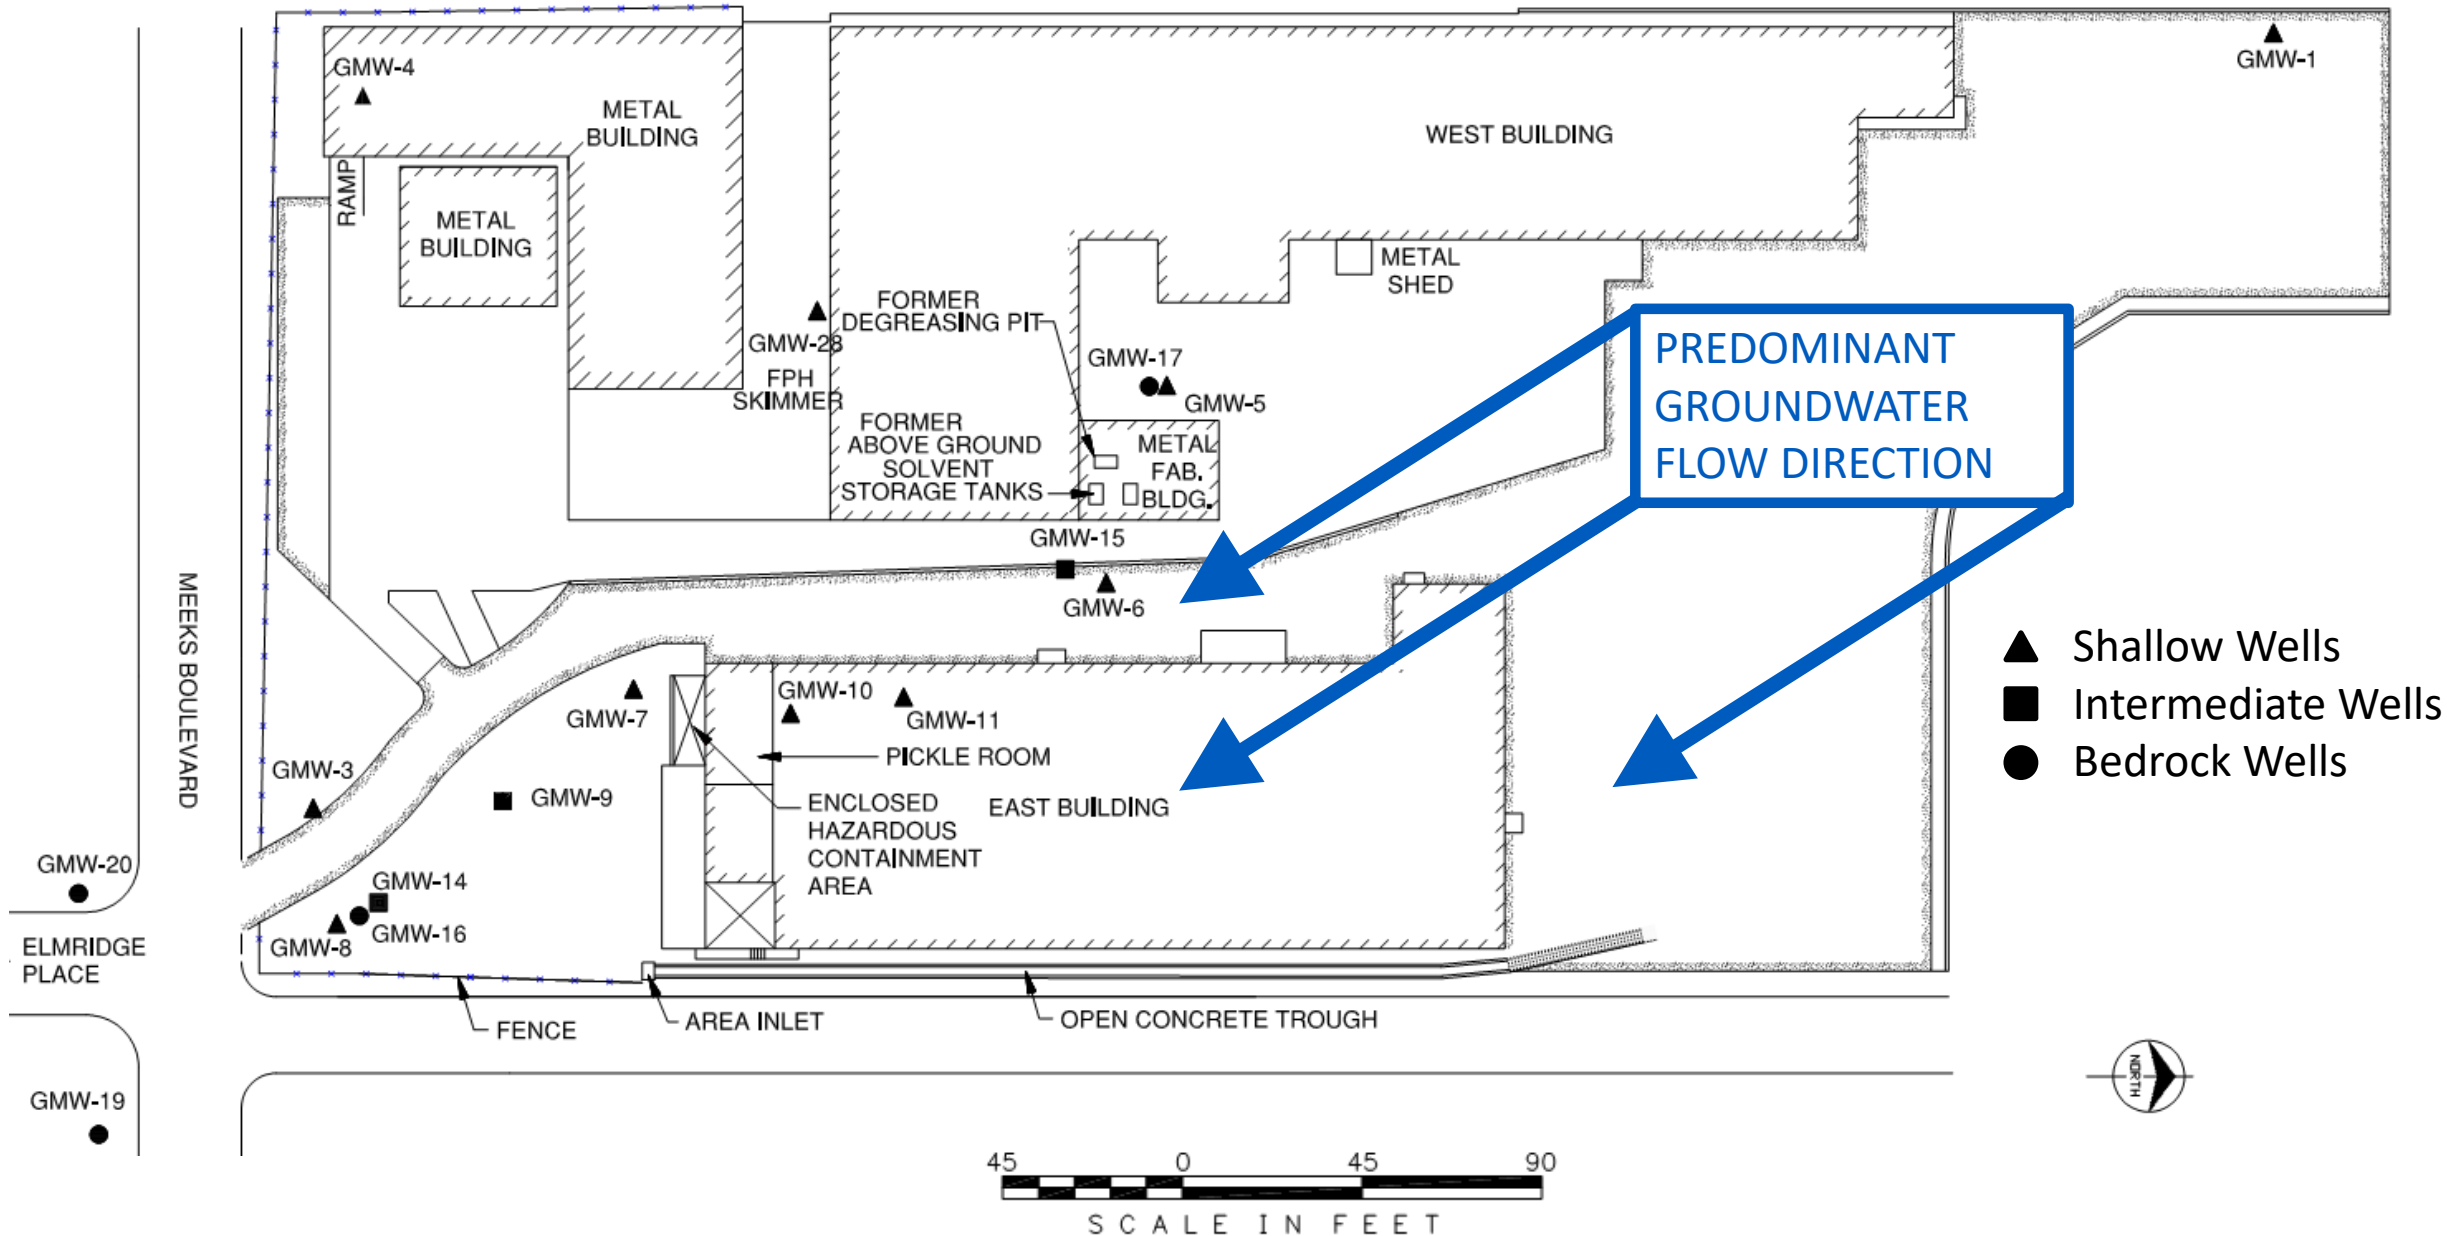 GMW-4
GMW-1
METAL
BUILDING
WEST BUILDING
RAMP
METAL
BUILDING
METAL
SHED
FORMER
DEGREASING PIT
GMW-28
FPH
SKIMMER
GMW-17
GMW-5
FORMER
ABOVE GROUND
SOLVENT
STORAGE TANKS
METAL
FAB.
BLDG.
PREDOMINANT
GROUNDWATER
FLOW DIRECTION
GMW-15
GMW-6
MEEKS BOULEVARD
GMW-7
GMW-10
GMW-11
PICKLE ROOM
GMW-3
GMW-9
ENCLOSED
HAZARDOUS
CONTAINMENT
AREA
EAST BUILDING
Shallow Wells
Intermediate Wells
Bedrock Wells
GMW-20
GMW-14
GMW-16
GMW-8
ELMRIDGE
PLACE
FENCE
AREA INLET
OPEN CONCRETE TROUGH
GMW-19
NORTH
45 0 45 90
SCALE IN FEET